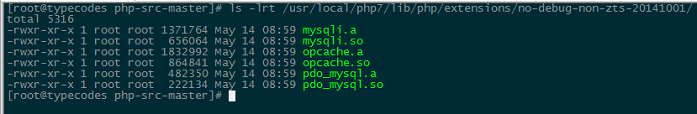 [root@typecodes php-src-master]# ls -lrt /usr/local/php7/lib/php/extensions/no-debug-non-zts-20141001/
total 5316
-rwxr-xr-x 1 root root 1371764 May 14 08:59 mysqli.a
-rwxr-xr-x 1 root root  656064 May 14 08:59 mysqli.so
-rwxr-xr-x 1 root root 1832992 May 14 08:59 opcache.a
-rwxr-xr-x 1 root root  864841 May 14 08:59 opcache.so
-rwxr-xr-x 1 root root  482350 May 14 08:59 pdo_mysql.a
-rwxr-xr-x 1 root root  222134 May 14 08:59 pdo_mysql.so
[root@typecodes php-src-master]#